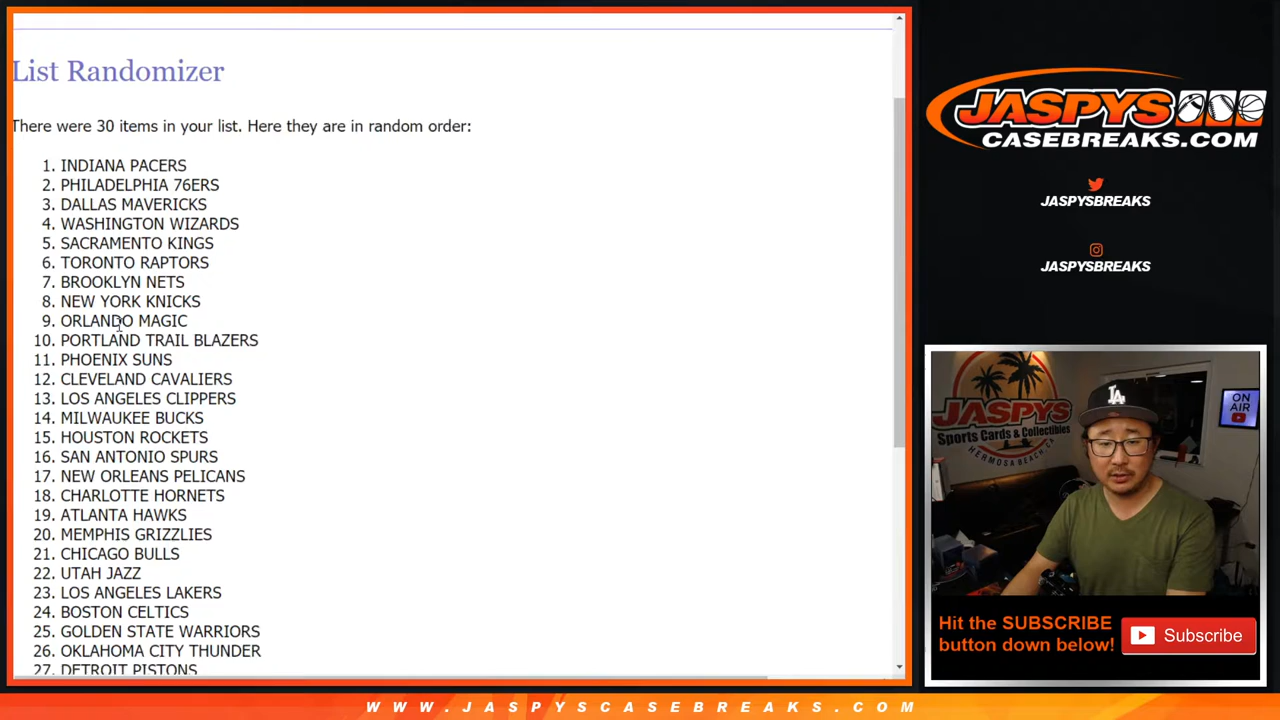 List Randomizer
There were 30 items in your list. Here they are in random order:
1. INDIANA PACERS
2. PHILADELPHIA 76ERS
3. DALLAS MAVERICKS
4. WASHINGTON WIZARDS
5. SACRAMENTO KINGS
6. TORONTO RAPTORS
7. BROOKLYN NETS
8. NEW YORK KNICKS
9. ORLANDO MAGIC
10. PORTLAND TRAIL BLAZERS
11. PHOENIX SUNS
12. CLEVELAND CAVALIERS
13. LOS ANGELES CLIPPERS
14. MILWAUKEE BUCKS
15. HOUSTON ROCKETS
16. SAN ANTONIO SPURS
17. NEW ORLEANS PELICANS
18. CHARLOTTE HORNETS
19. ATLANTA HAWKS
20. MEMPHIS GRIZZLIES
21. CHICAGO BULLS
22. UTAH JAZZ
23. LOS ANGELES LAKERS
24. BOSTON CELTICS
25. GOLDEN STATE WARRIORS
26. OKLAHOMA CITY THUNDER
27. DETROIT PISTONS
JASPYS
CASEBREAKS.COM
JASPYSBREAKS
JASPYSBREAKS
JASPYS
Sports Cards & Collectibles
HERMOSA BEACH, CA
LA
ON
AIR
Hit the SUBSCRIBE
button down below!
Subscribe
WWW.JASPYSCASEBREAKS.COM